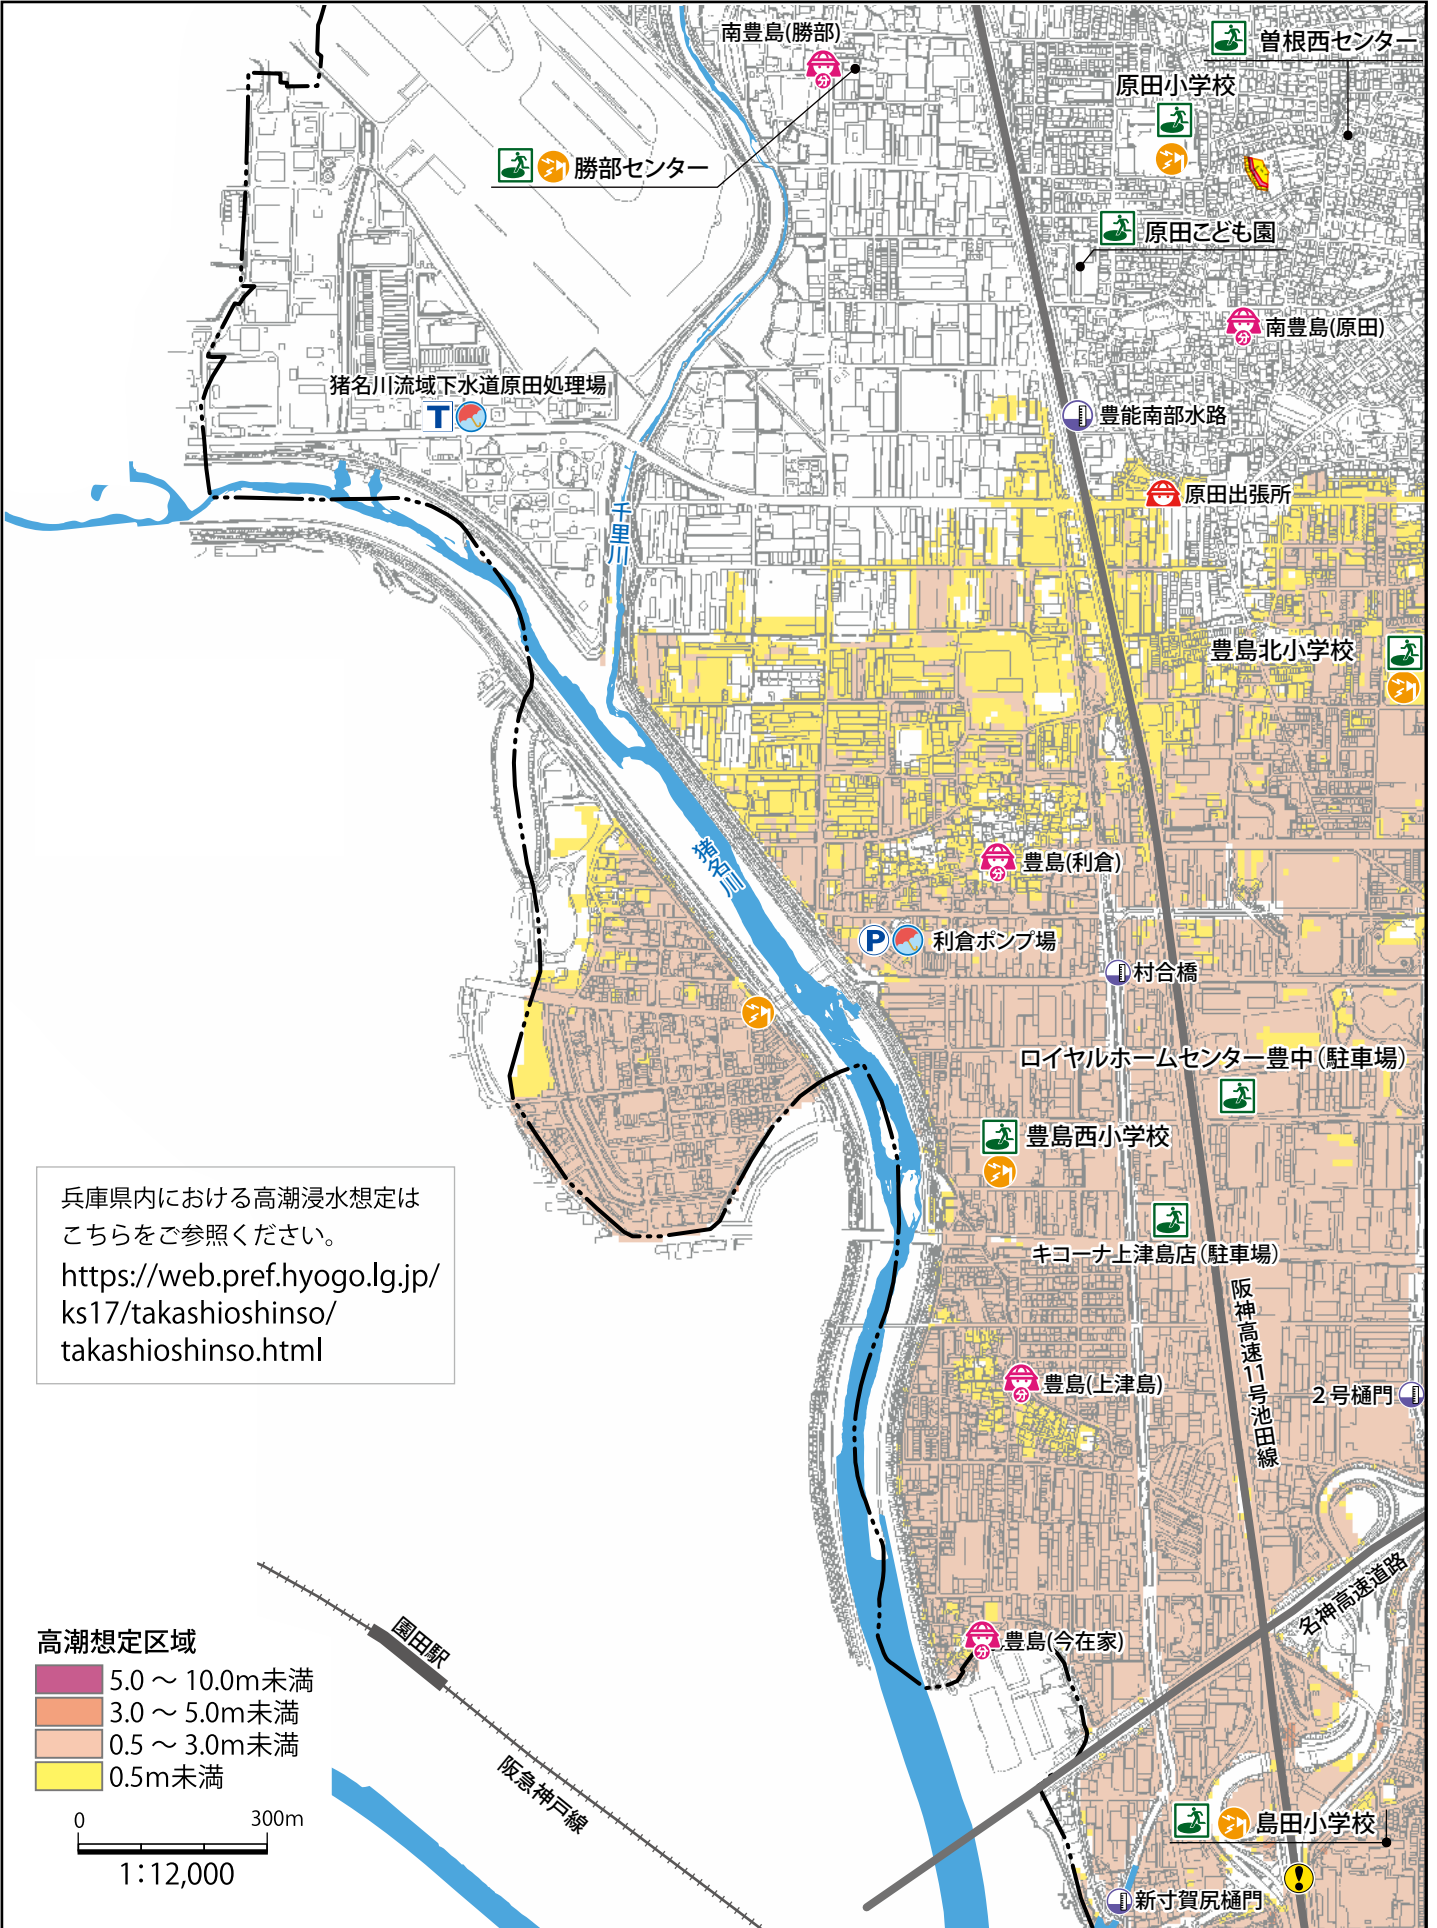 南豊島(勝部)
分
曽根西センター
原田小学校
勝部センター
原田こども園
南豊島(原田)
分
猪名川流域下水道原田処理場
T
豊能南部水路
原田出張所
千里川
豊島北小学校
猪名川
豊島(利倉)
分
P
利倉ポンプ場
村合橋
ロイヤルホームセンター豊中(駐車場)
豊島西小学校
キコーナ上津島店(駐車場)
兵庫県内における高潮浸水想定は
こちらをご参照ください。
https://web.pref.hyogo.lg.jp/
ks17/takashioshinso/
takashioshinso.html
阪神高速11号池田線
豊島(上津島)
分
2号樋門
名神高速道路
豊島(今在家)
分
園田駅
阪急神戸線
高潮想定区域
5.0 ～ 10.0m未満
3.0 ～ 5.0m未満
0.5 ～ 3.0m未満
0.5m未満
0 300m
1:12,000
島田小学校
新寸賀尻樋門